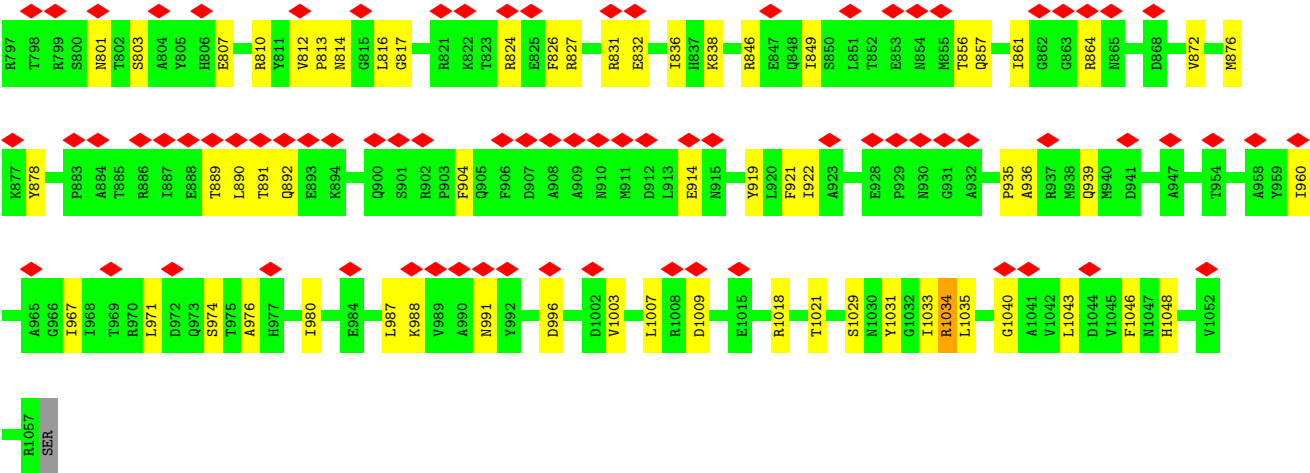 R797 T798 R799 S800 N801 T802 S803 A804 Y805 H806 E807 R810 Y811 V812 P813 N814 G815 L816 G817 R821 K822 T823 R824 E825 F826 R827 R831 E832 I836 H837 K838 R846 E847 Q848 I849 S850 L851 T852 E853 N854 M855 T856 Q857 I861 G862 G863 R864 N865 D868 V872 M876
K877 Y878 P883 A884 T885 R886 I887 E888 T889 L890 T891 Q892 E893 K894 Q900 S901 R902 P903 F904 Q905 F906 D907 A908 A909 N910 M911 D912 L913 E914 N915 Y919 L920 F921 I922 A923 E928 P929 N930 G931 A932 P935 A936 R937 M938 Q939 M940 D941 A947 T954 A958 Y959 I960
A965 G966 I967 I968 T969 R970 L971 D972 Q973 S974 T975 A976 H977 I980 E984 L987 K988 V989 A990 N991 Y992 D996 D1002 V1003 L1007 R1008 D1009 E1015 R1018 T1021 S1029 N1030 Y1031 G1032 I1033 R1034 L1035 G1040 A1041 V1042 L1043 D1044 V1045 F1046 N1047 H1048 V1052
R1057 SER